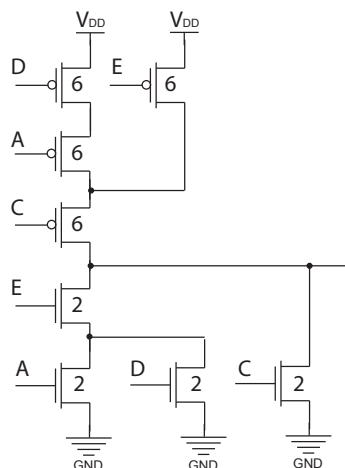 VDD VDD
D E
6 6
A
6
C
6
E
2
A D C
2 2 2
GND GND GND